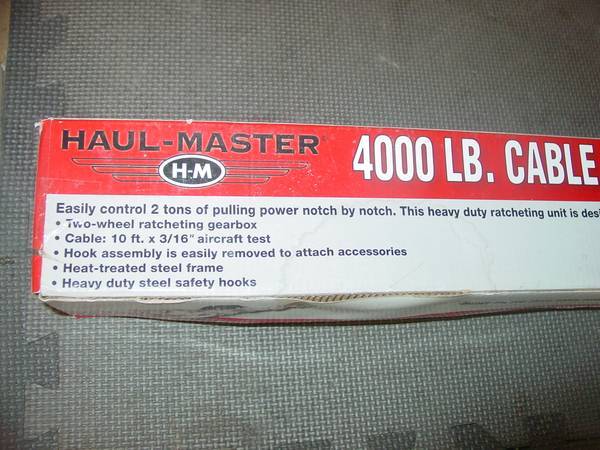 HAUL-MASTER
H-M
4000 LB. CABLE
Easily control 2 tons of pulling power notch by notch. This heavy duty ratcheting unit is
• Two-wheel ratcheting gearbox
• Cable: 10 ft. x 3/16" aircraft test
• Hook assembly is easily removed to attach accessories
• Heat-treated steel frame
• Heavy duty steel safety hooks